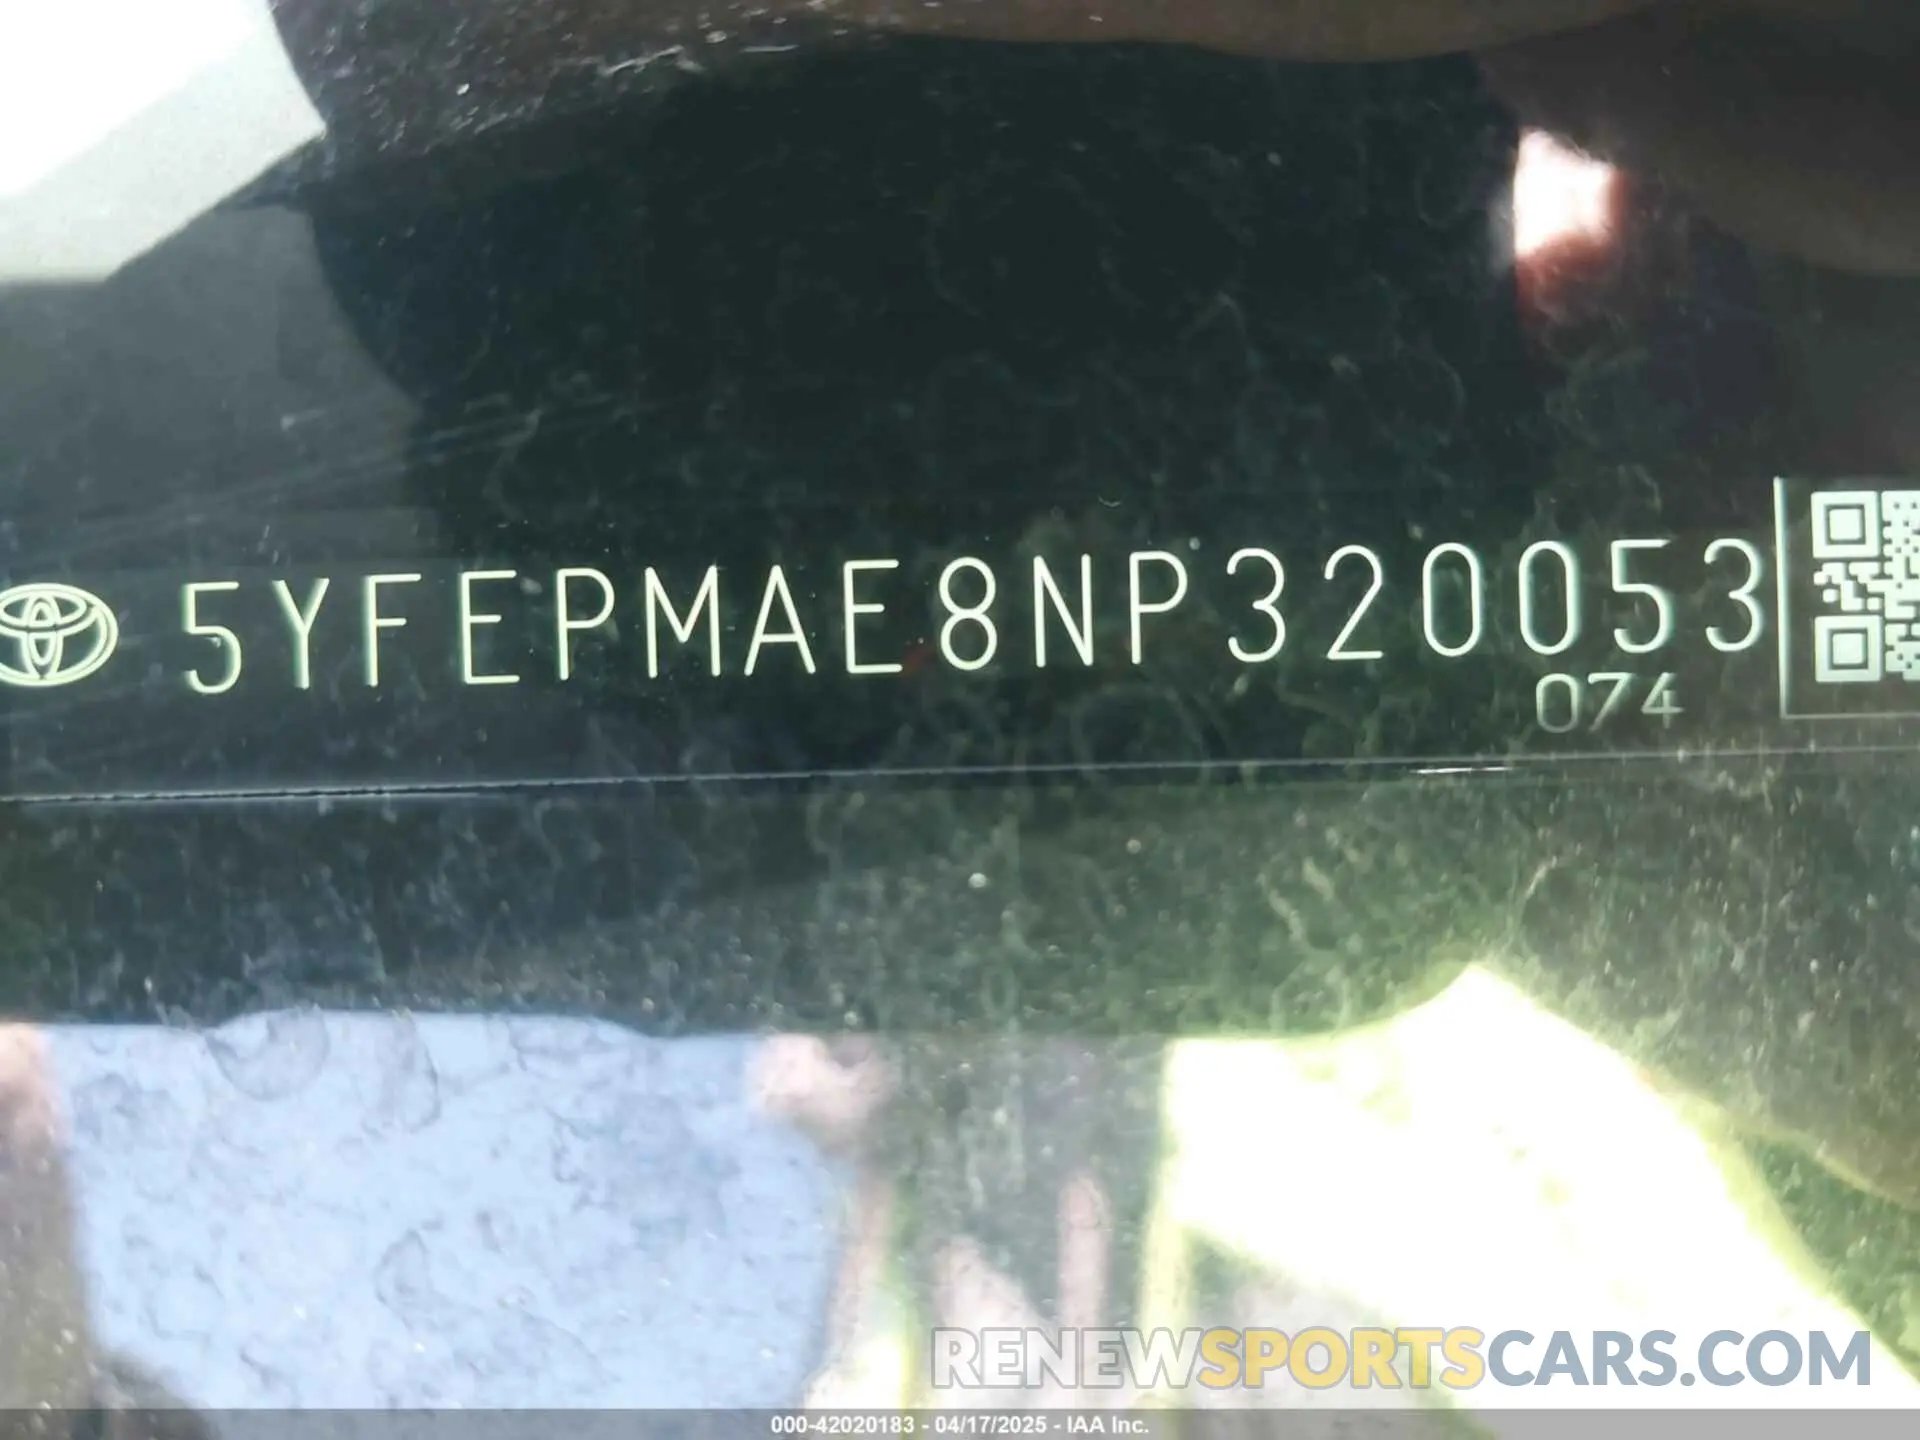 5YFEPMAE8NP320053
074
RENEWSPORTSCARS.COM
000-42020183 - 04/17/2025 - IAA Inc.